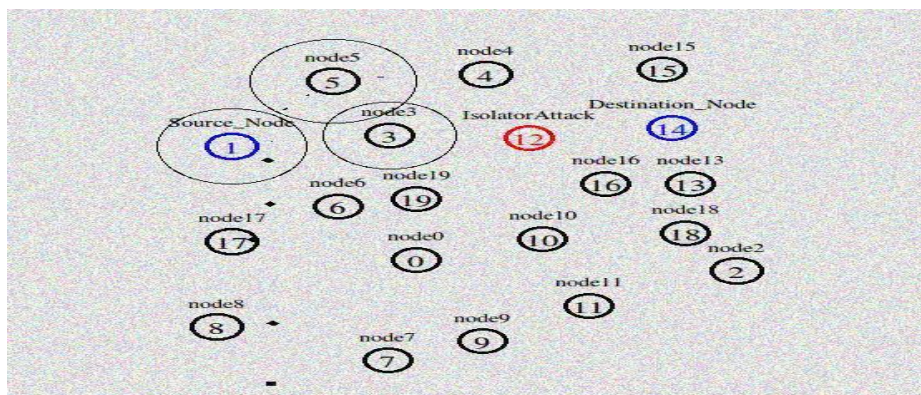 node4
node15
node5
4
15
5
node3
Destination_Node
Source_Node
IsolatorAttack
3
12
14
1
node16
node13
node19
node6
16
13
19
6
node17
node10
node18
node0
17
10
18
node2
0
2
node11
node8
11
node9
8
node7
9
7